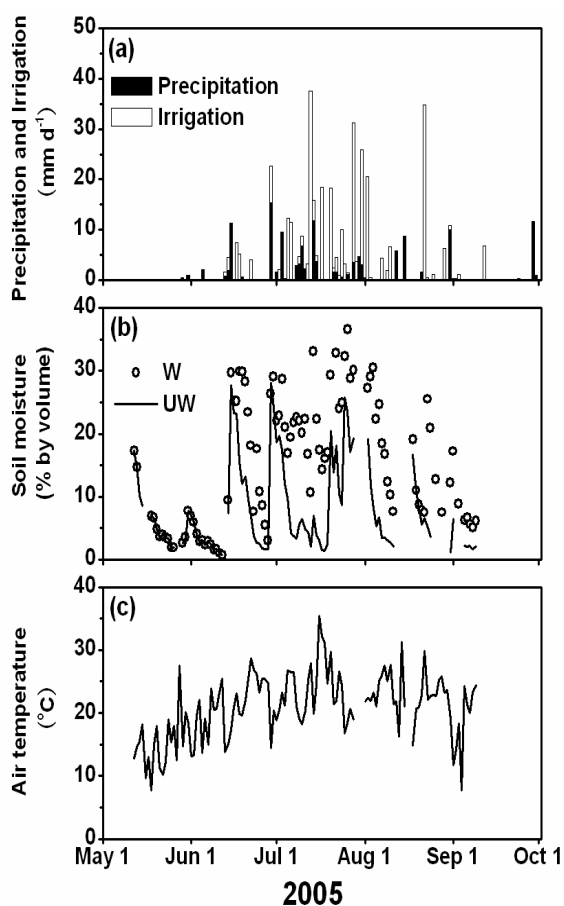 Precipitation and Irrigation
(mm d-1)
50
40
30
20
10
0
(a)
Precipitation
Irrigation
Soil moisture
(% by volume)
40
30
20
10
0
(b)
W
UW
Air temperature
(°C)
40
30
20
10
0
(c)
May 1 Jun 1 Jul 1 Aug 1 Sep 1 Oct 1
2005